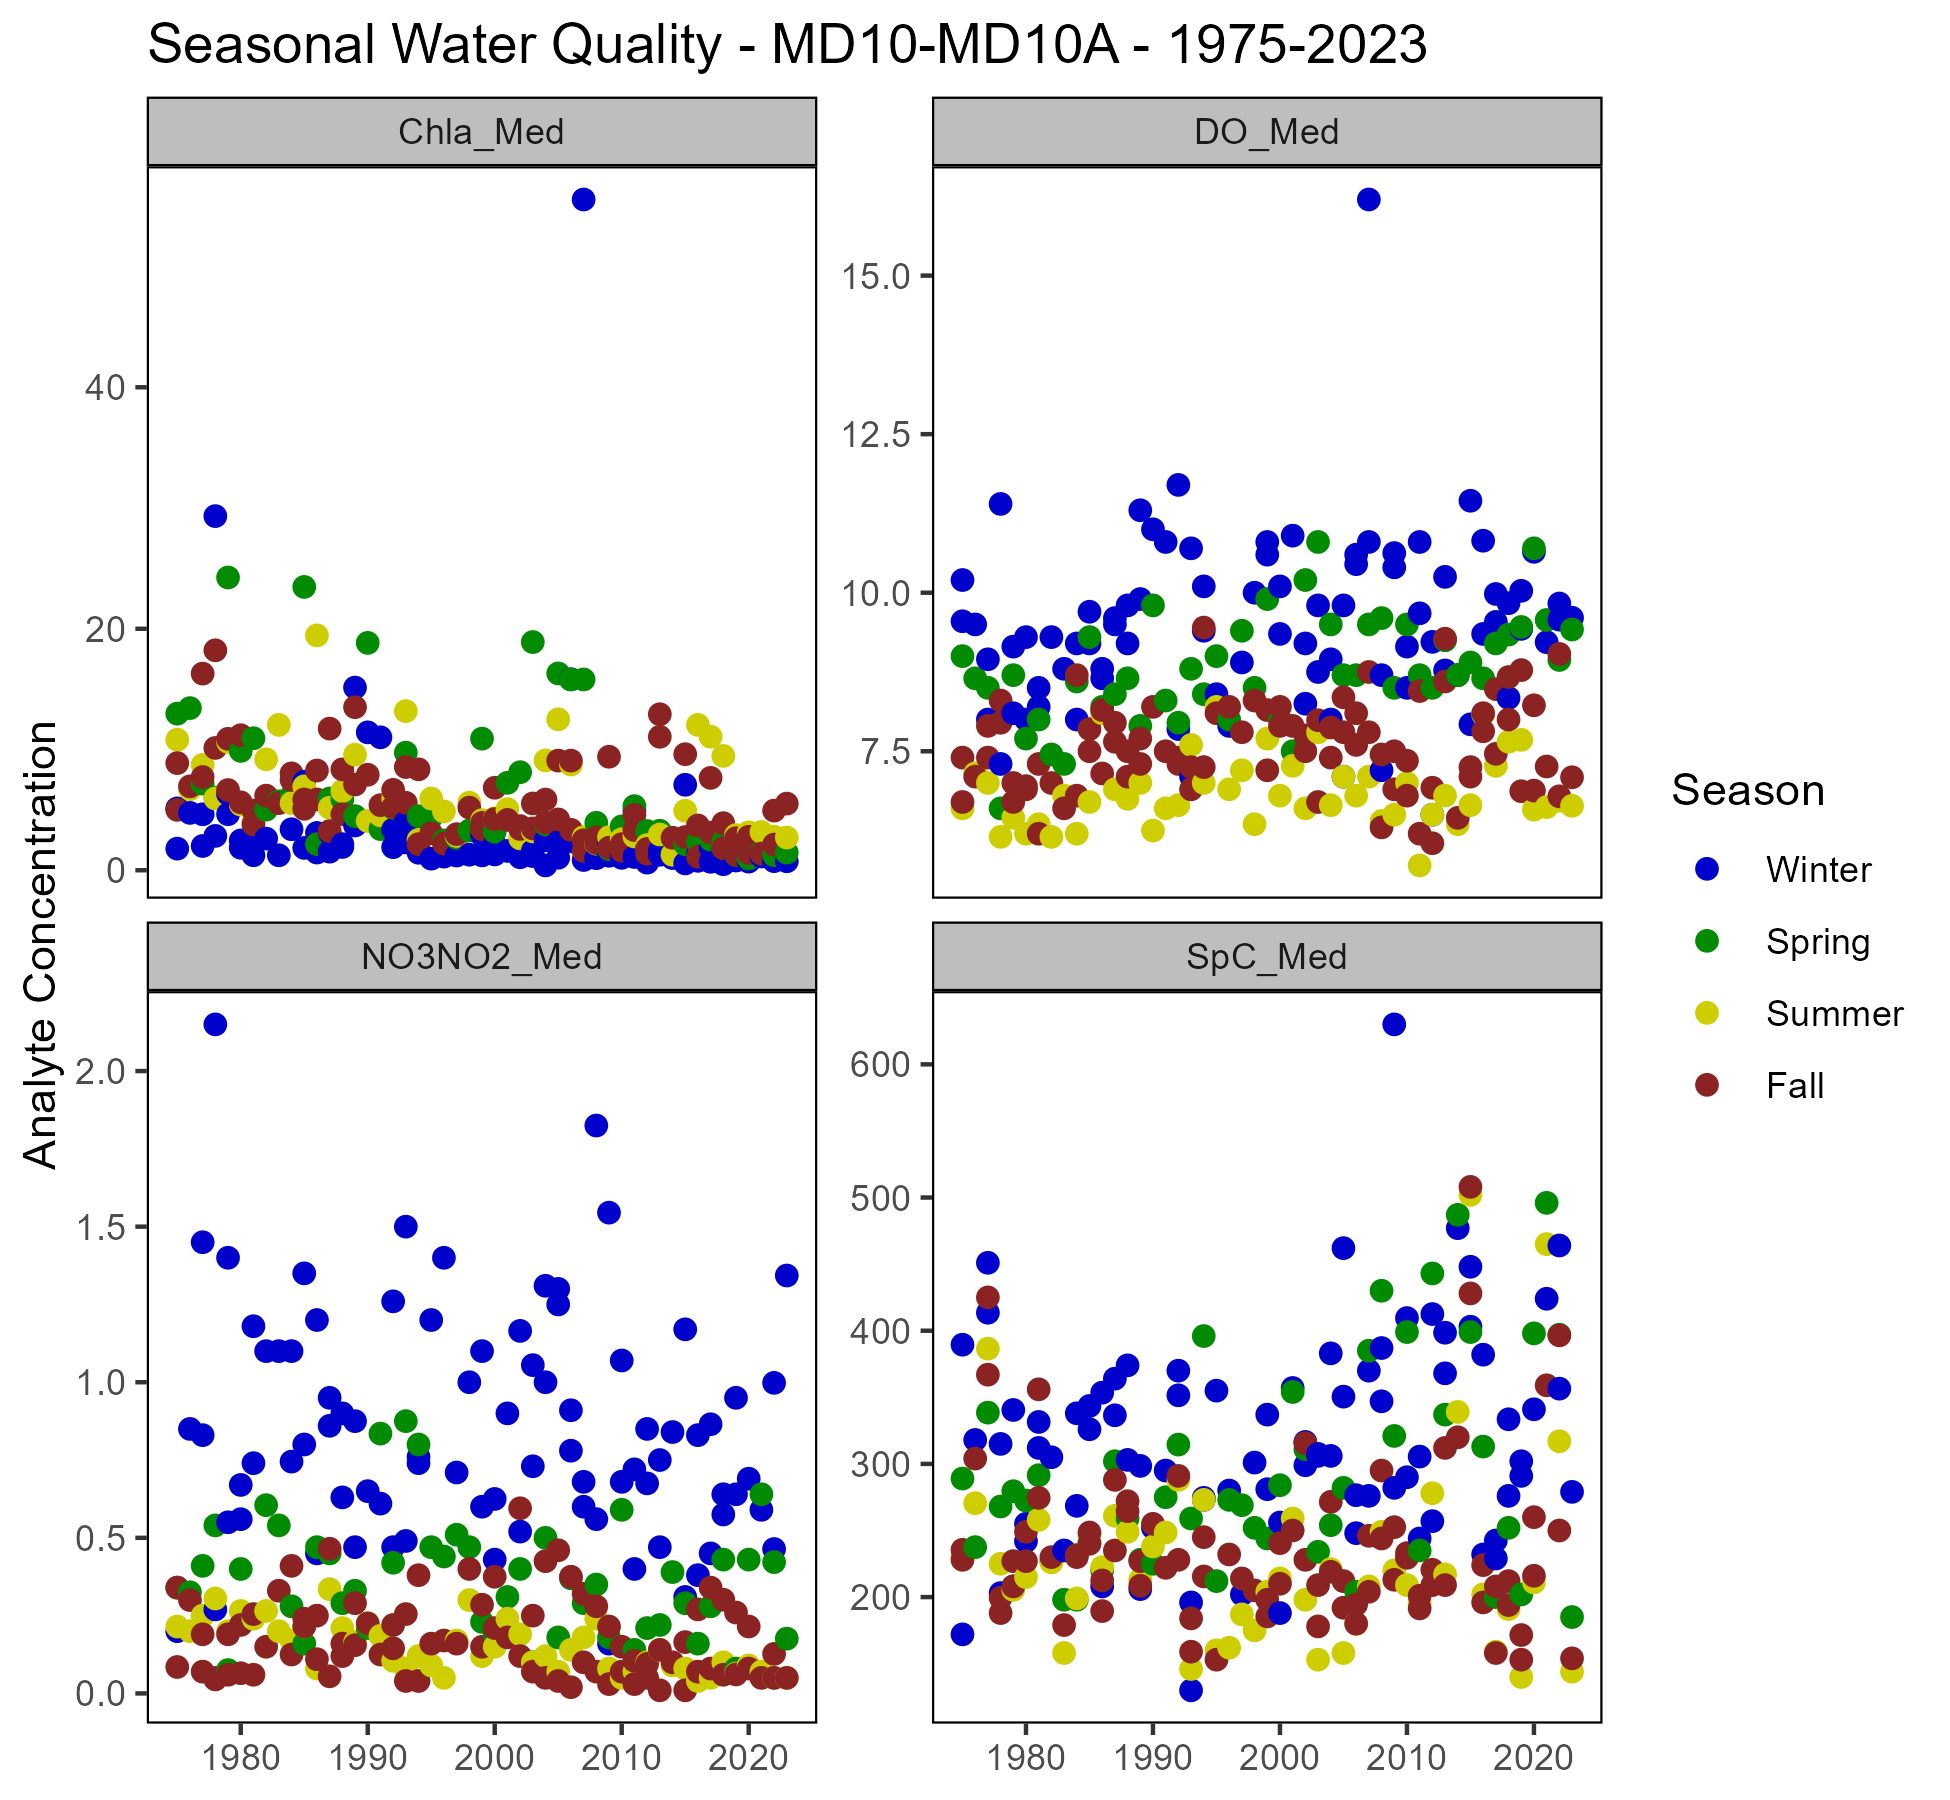 Seasonal Water Quality - MD10-MD10A - 1975-2023
Chla_Med
DO_Med
40
20
0
15.0
12.5
10.0
7.5
Analyte Concentration
NO3NO2_Med
SpC_Med
2.0
1.5
1.0
0.5
0.0
600
500
400
300
200
1980 1990 2000 2010 2020
1980 1990 2000 2010 2020
Season
Winter
Spring
Summer
Fall